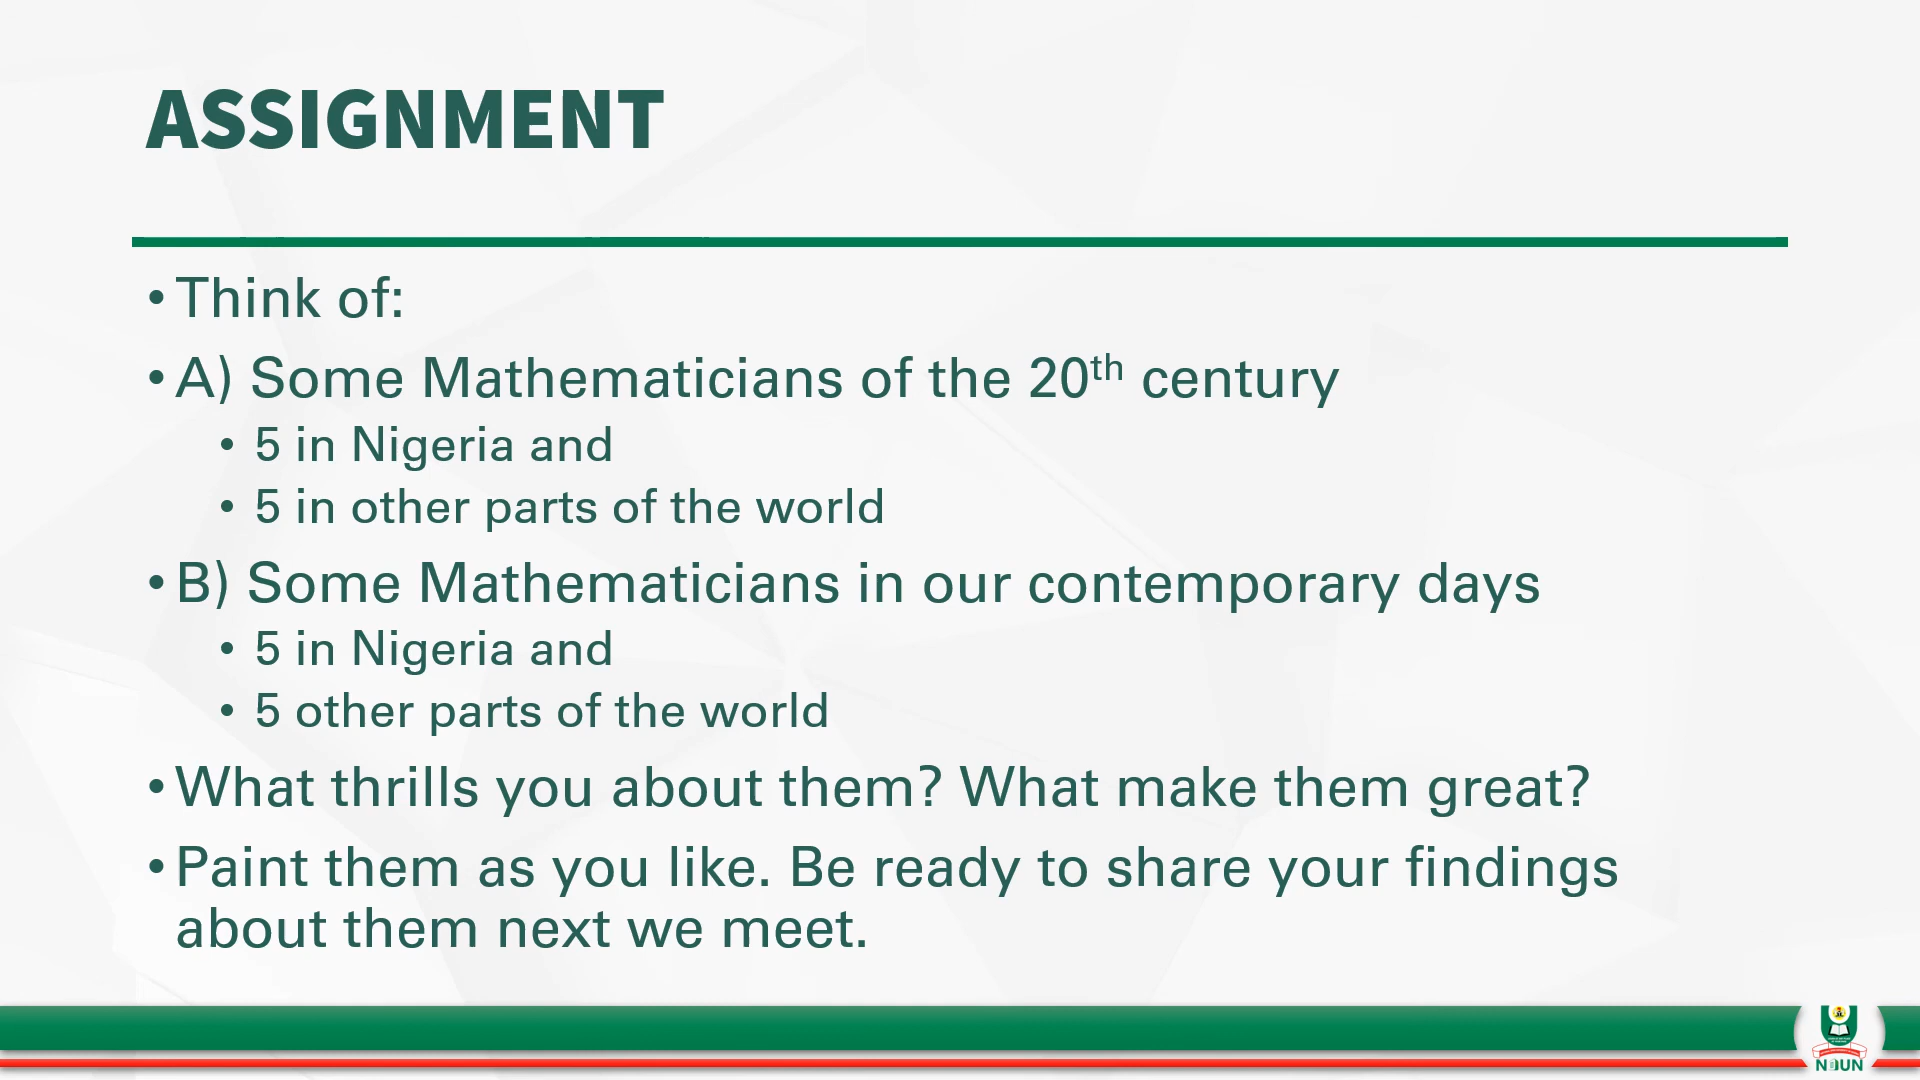 ASSIGNMENT
• Think of:
• A) Some Mathematicians of the 20th century
• 5 in Nigeria and
• 5 in other parts of the world
• B) Some Mathematicians in our contemporary days
• 5 in Nigeria and
• 5 other parts of the world
• What thrills you about them? What make them great?
• Paint them as you like. Be ready to share your findings
about them next we meet.
NOUN